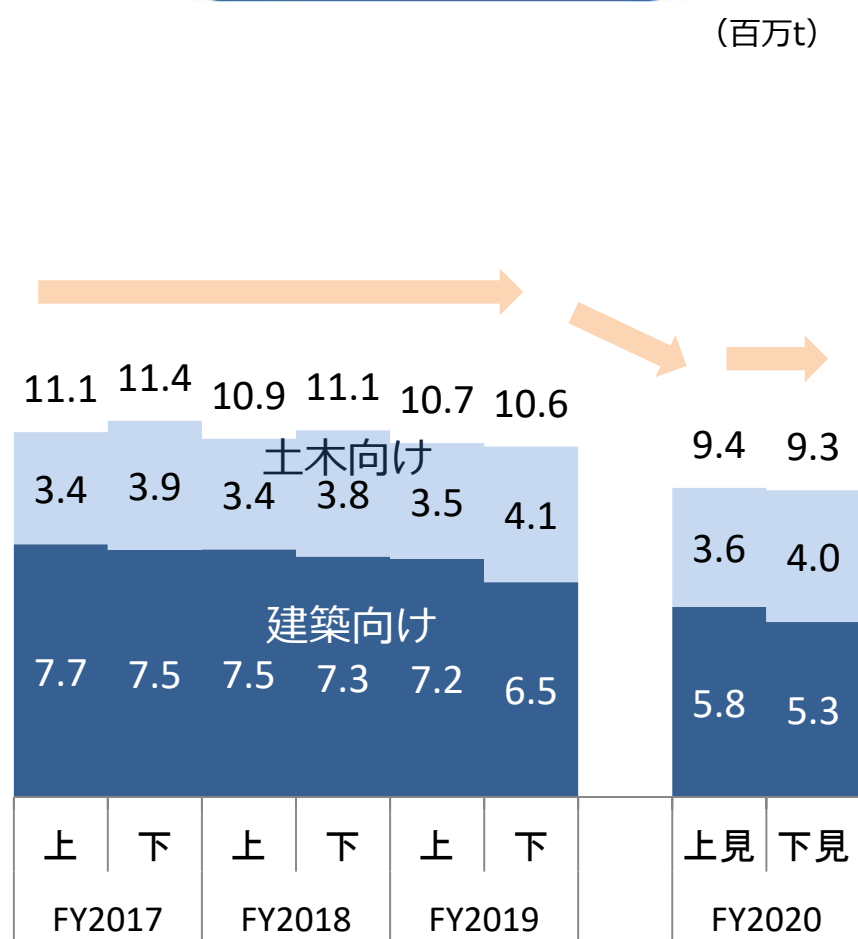 （百万t）
11.1 11.4 10.9 11.1 10.7 10.6 9.4 9.3
土木向け
3.4 3.9 3.4 3.8 3.5 4.1 3.6 4.0
建築向け
7.7 7.5 7.5 7.3 7.2 6.5 5.8 5.3
上 下 上 下 上 下 上見 下見
FY2017 FY2018 FY2019 FY2020